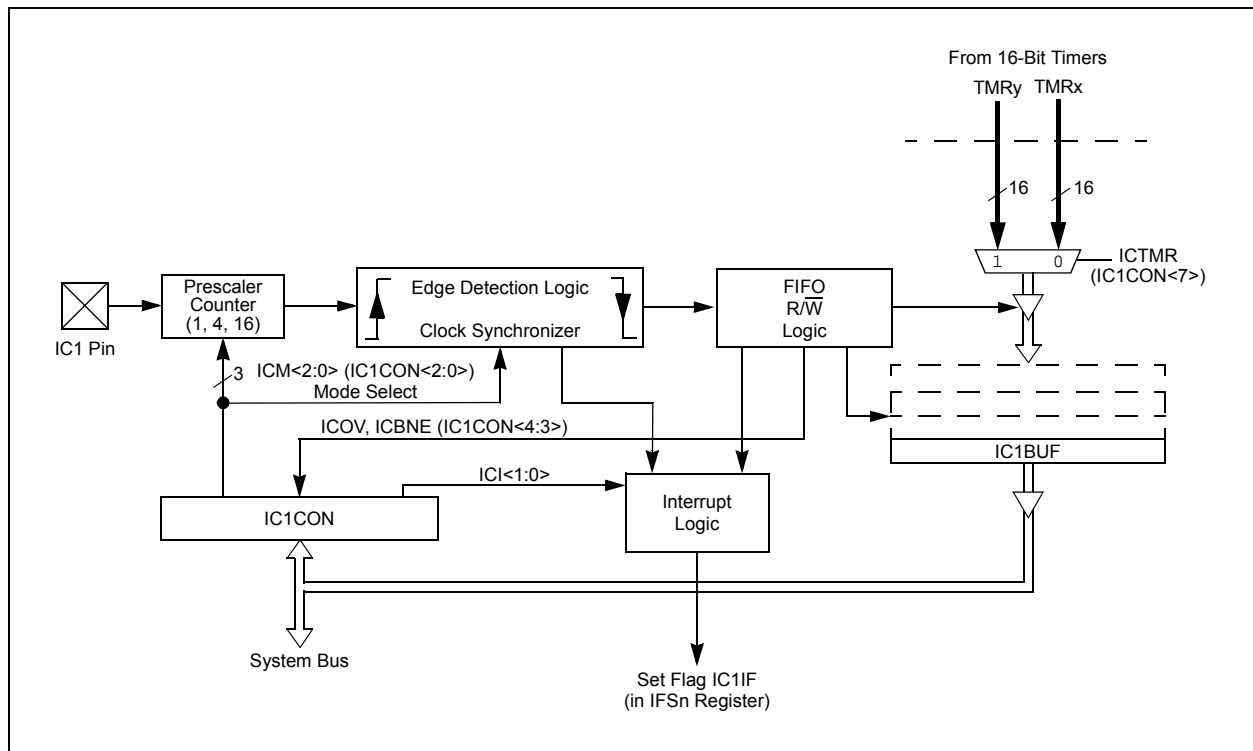 From 16-Bit Timers
TMRy TMRx
16 16
1 0
ICTMR
(IC1CON<7>)
IC1 Pin
Prescaler
Counter
(1, 4, 16)
Edge Detection Logic
Clock Synchronizer
FIFO
R/W̅
Logic
3
ICM<2:0> (IC1CON<2:0>)
Mode Select
ICOV, ICBNE (IC1CON<4:3>)
IC1BUF
ICI<1:0>
IC1CON
Interrupt
Logic
System Bus
Set Flag IC1IF
(in IFSn Register)